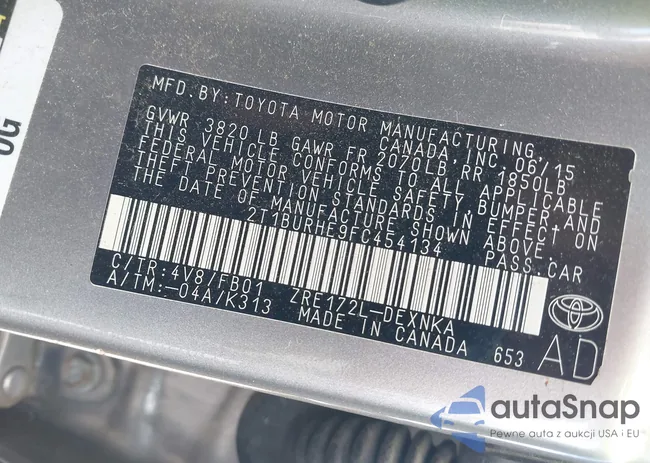 MFD. BY: TOYOTA MOTOR MANUFACTURING,
CANADA, INC. 06/15
GVWR 3820 LB GAWR FR 2070LB RR 1850LB
THIS VEHICLE CONFORMS TO ALL APPLICABLE
FEDERAL MOTOR VEHICLE SAFETY BUMPER, AND
THEFT PREVENTION STANDARDS IN EFFECT ON
THE DATE OF MANUFACTURE SHOWN ABOVE.
2T1BURHE9FC454134 PASS. CAR
C/TR: 4V8/FB01 ZRE172L-DEXNKA
A/TM: -04A/K313 MADE IN CANADA 653
AD
G
autaSnap
Pewne auta z aukcji USA i EU